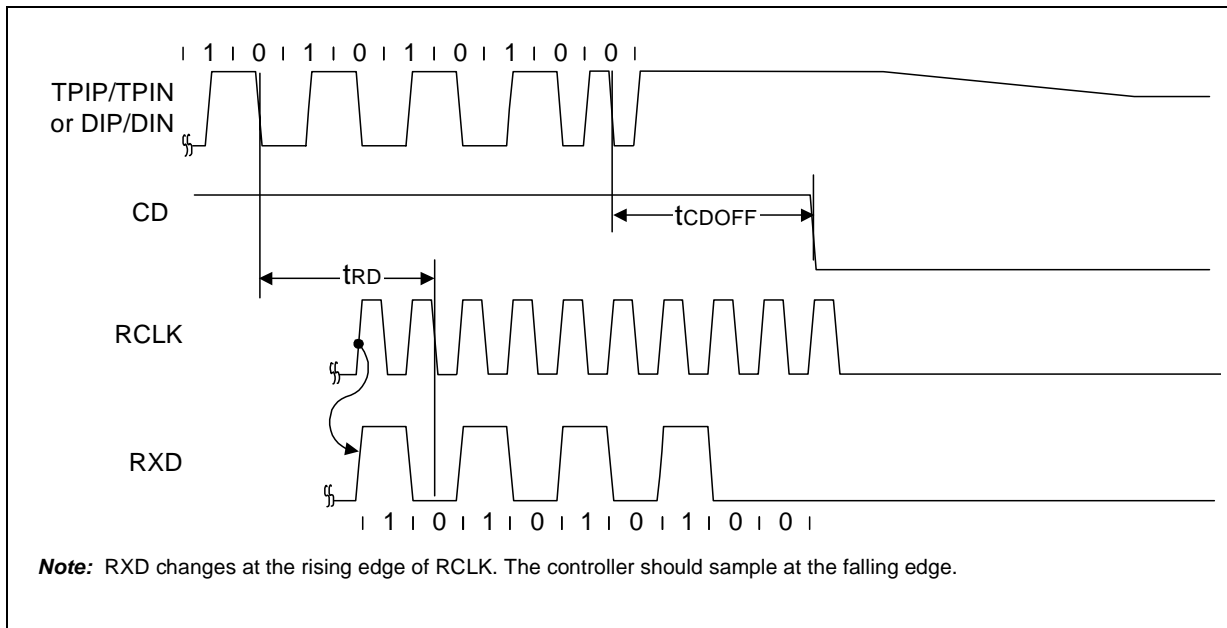 1 0 1 0 1 0 1 0 0
TPIP/TPIN
or DIP/DIN
CD
tCDOFF
tRD
RCLK
RXD
1 0 1 0 1 0 1 0 0
Note: RXD changes at the rising edge of RCLK. The controller should sample at the falling edge.